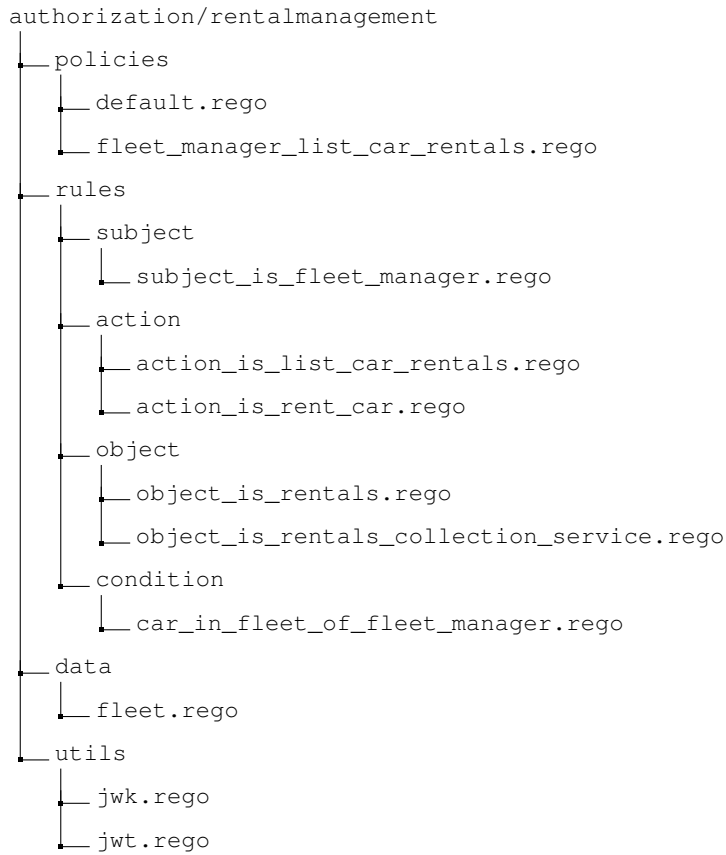 authorization/rentalmanagement
policies
default.rego
fleet_manager_list_car_rentals.rego
rules
subject
subject_is_fleet_manager.rego
action
action_is_list_car_rentals.rego
action_is_rent_car.rego
object
object_is_rentals.rego
object_is_rentals_collection_service.rego
condition
car_in_fleet_of_fleet_manager.rego
data
fleet.rego
utils
jwk.rego
jwt.rego